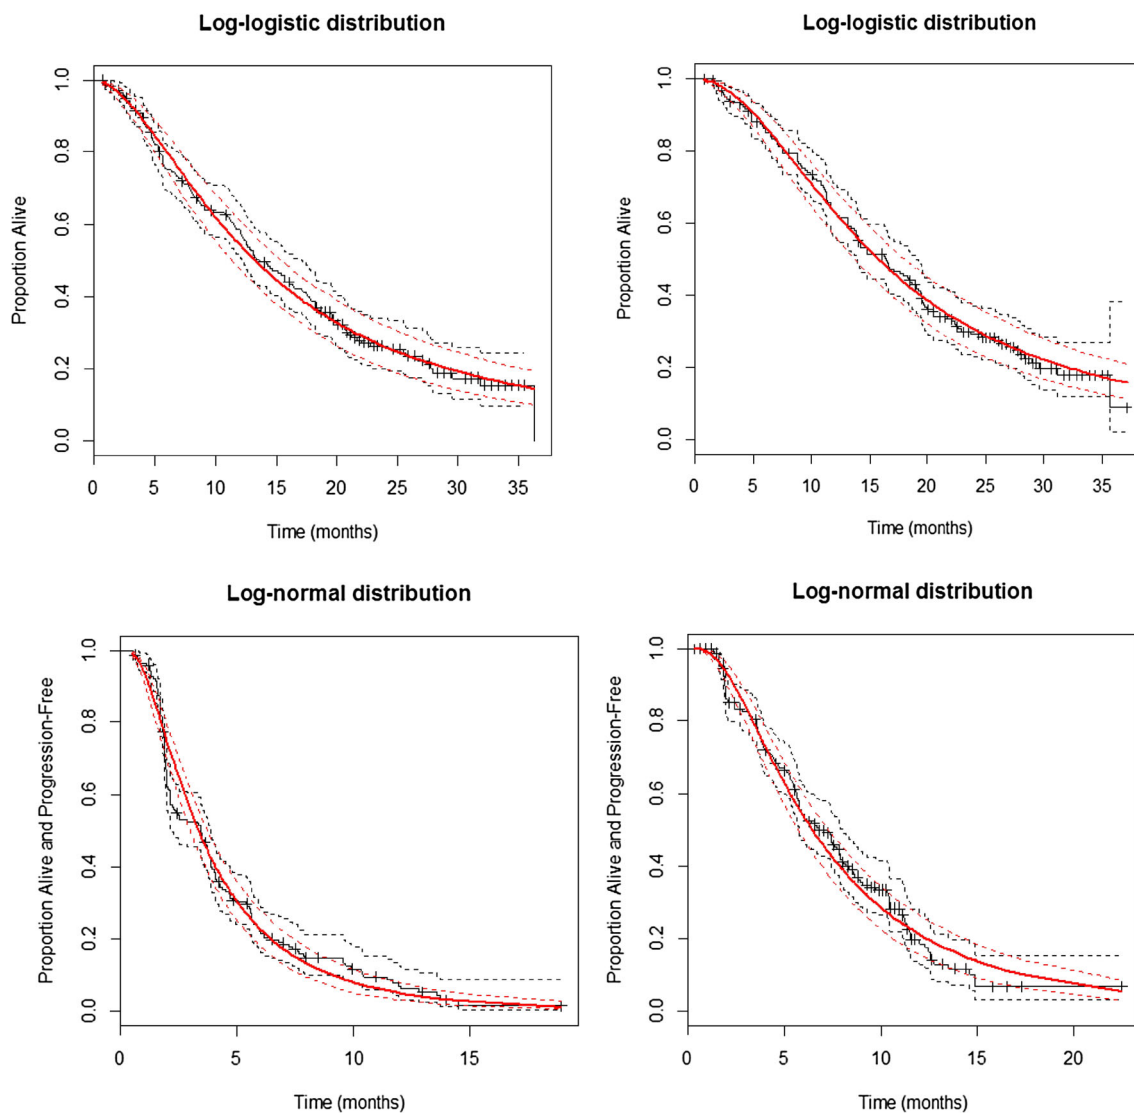 Log-logistic distribution
Proportion Alive
1.0
0.8
0.6
0.4
0.2
0.0
0 5 10 15 20 25 30 35
Time (months)
Log-logistic distribution
Proportion Alive
1.0
0.8
0.6
0.4
0.2
0.0
0 5 10 15 20 25 30 35
Time (months)
Log-normal distribution
Proportion Alive and Progression-Free
1.0
0.8
0.6
0.4
0.2
0.0
0 5 10 15
Time (months)
Log-normal distribution
Proportion Alive and Progression-Free
1.0
0.8
0.6
0.4
0.2
0.0
0 5 10 15 20
Time (months)